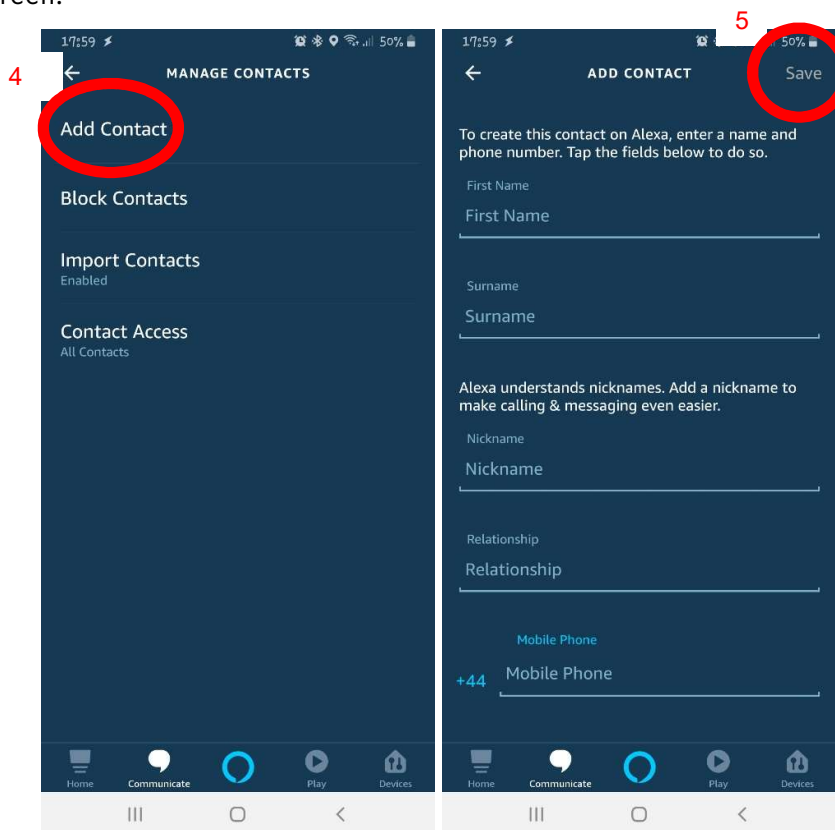 reen.
5
4
17:59 50%
MANAGE CONTACTS
Add Contact
Block Contacts
Import Contacts
Enabled
Contact Access
All Contacts
Home Communicate Play Devices
17:59 50%
ADD CONTACT Save
To create this contact on Alexa, enter a name and
phone number. Tap the fields below to do so.
First Name
First Name
Surname
Surname
Alexa understands nicknames. Add a nickname to
make calling & messaging even easier.
Nickname
Nickname
Relationship
Relationship
Mobile Phone
+44 Mobile Phone
Home Communicate Play Devices